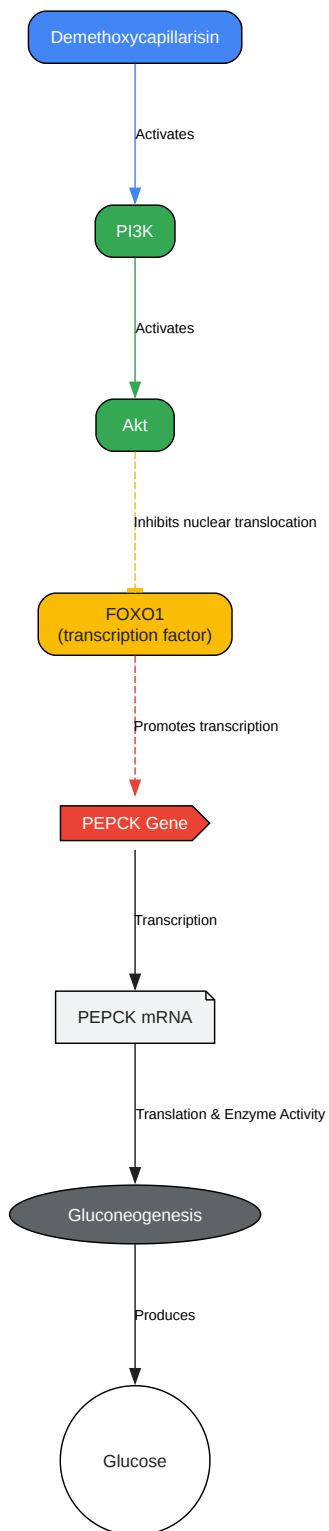 Demethoxycapillarisin
Activates
PI3K
Activates
Akt
Inhibits nuclear translocation
FOXO1
(transcription factor)
Promotes transcription
PEPCK Gene
Transcription
PEPCK mRNA
Translation & Enzyme Activity
Gluconeogenesis
Produces
Glucose